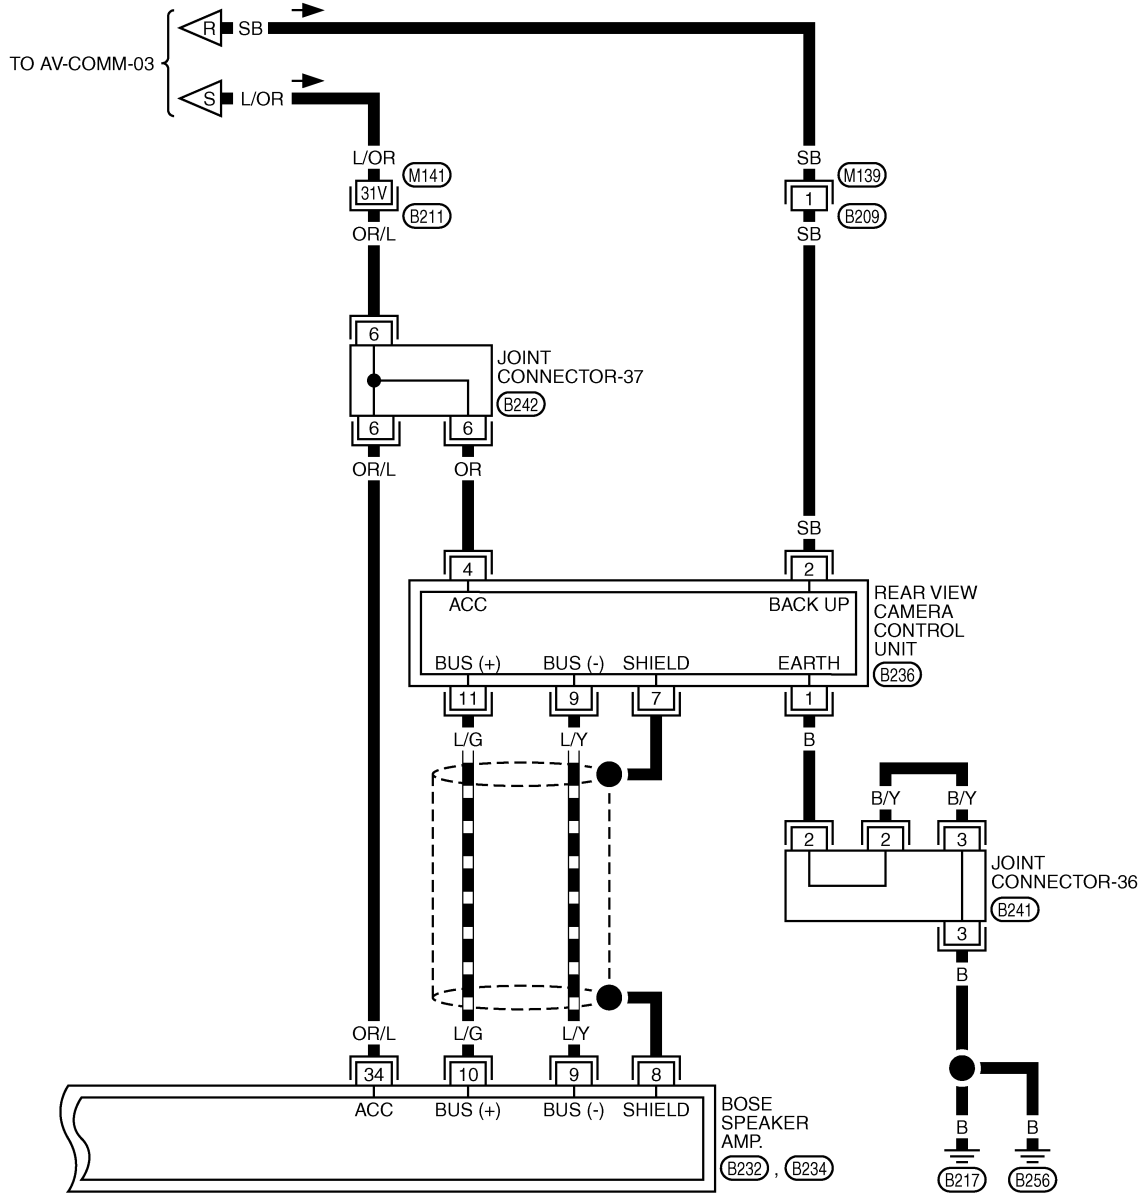 R SB
TO AV-COMM-03
S L/OR
L/OR
M141
SB
M139
31V
1
B211
B209
OR/L
SB
6
JOINT
CONNECTOR-37
B242
6
6
OR/L
OR
SB
4
2
ACC
BACK UP
REAR VIEW
CAMERA
CONTROL
UNIT
B236
BUS (+)
BUS (-)
SHIELD
EARTH
11
9
7
1
L/G
L/Y
B
B/Y
B/Y
2
2
3
JOINT
CONNECTOR-36
B241
3
B
OR/L
L/G
L/Y
34
10
9
8
ACC
BUS (+)
BUS (-)
SHIELD
BOSE
SPEAKER
AMP.
B232 , B234
B
B
B217
B256